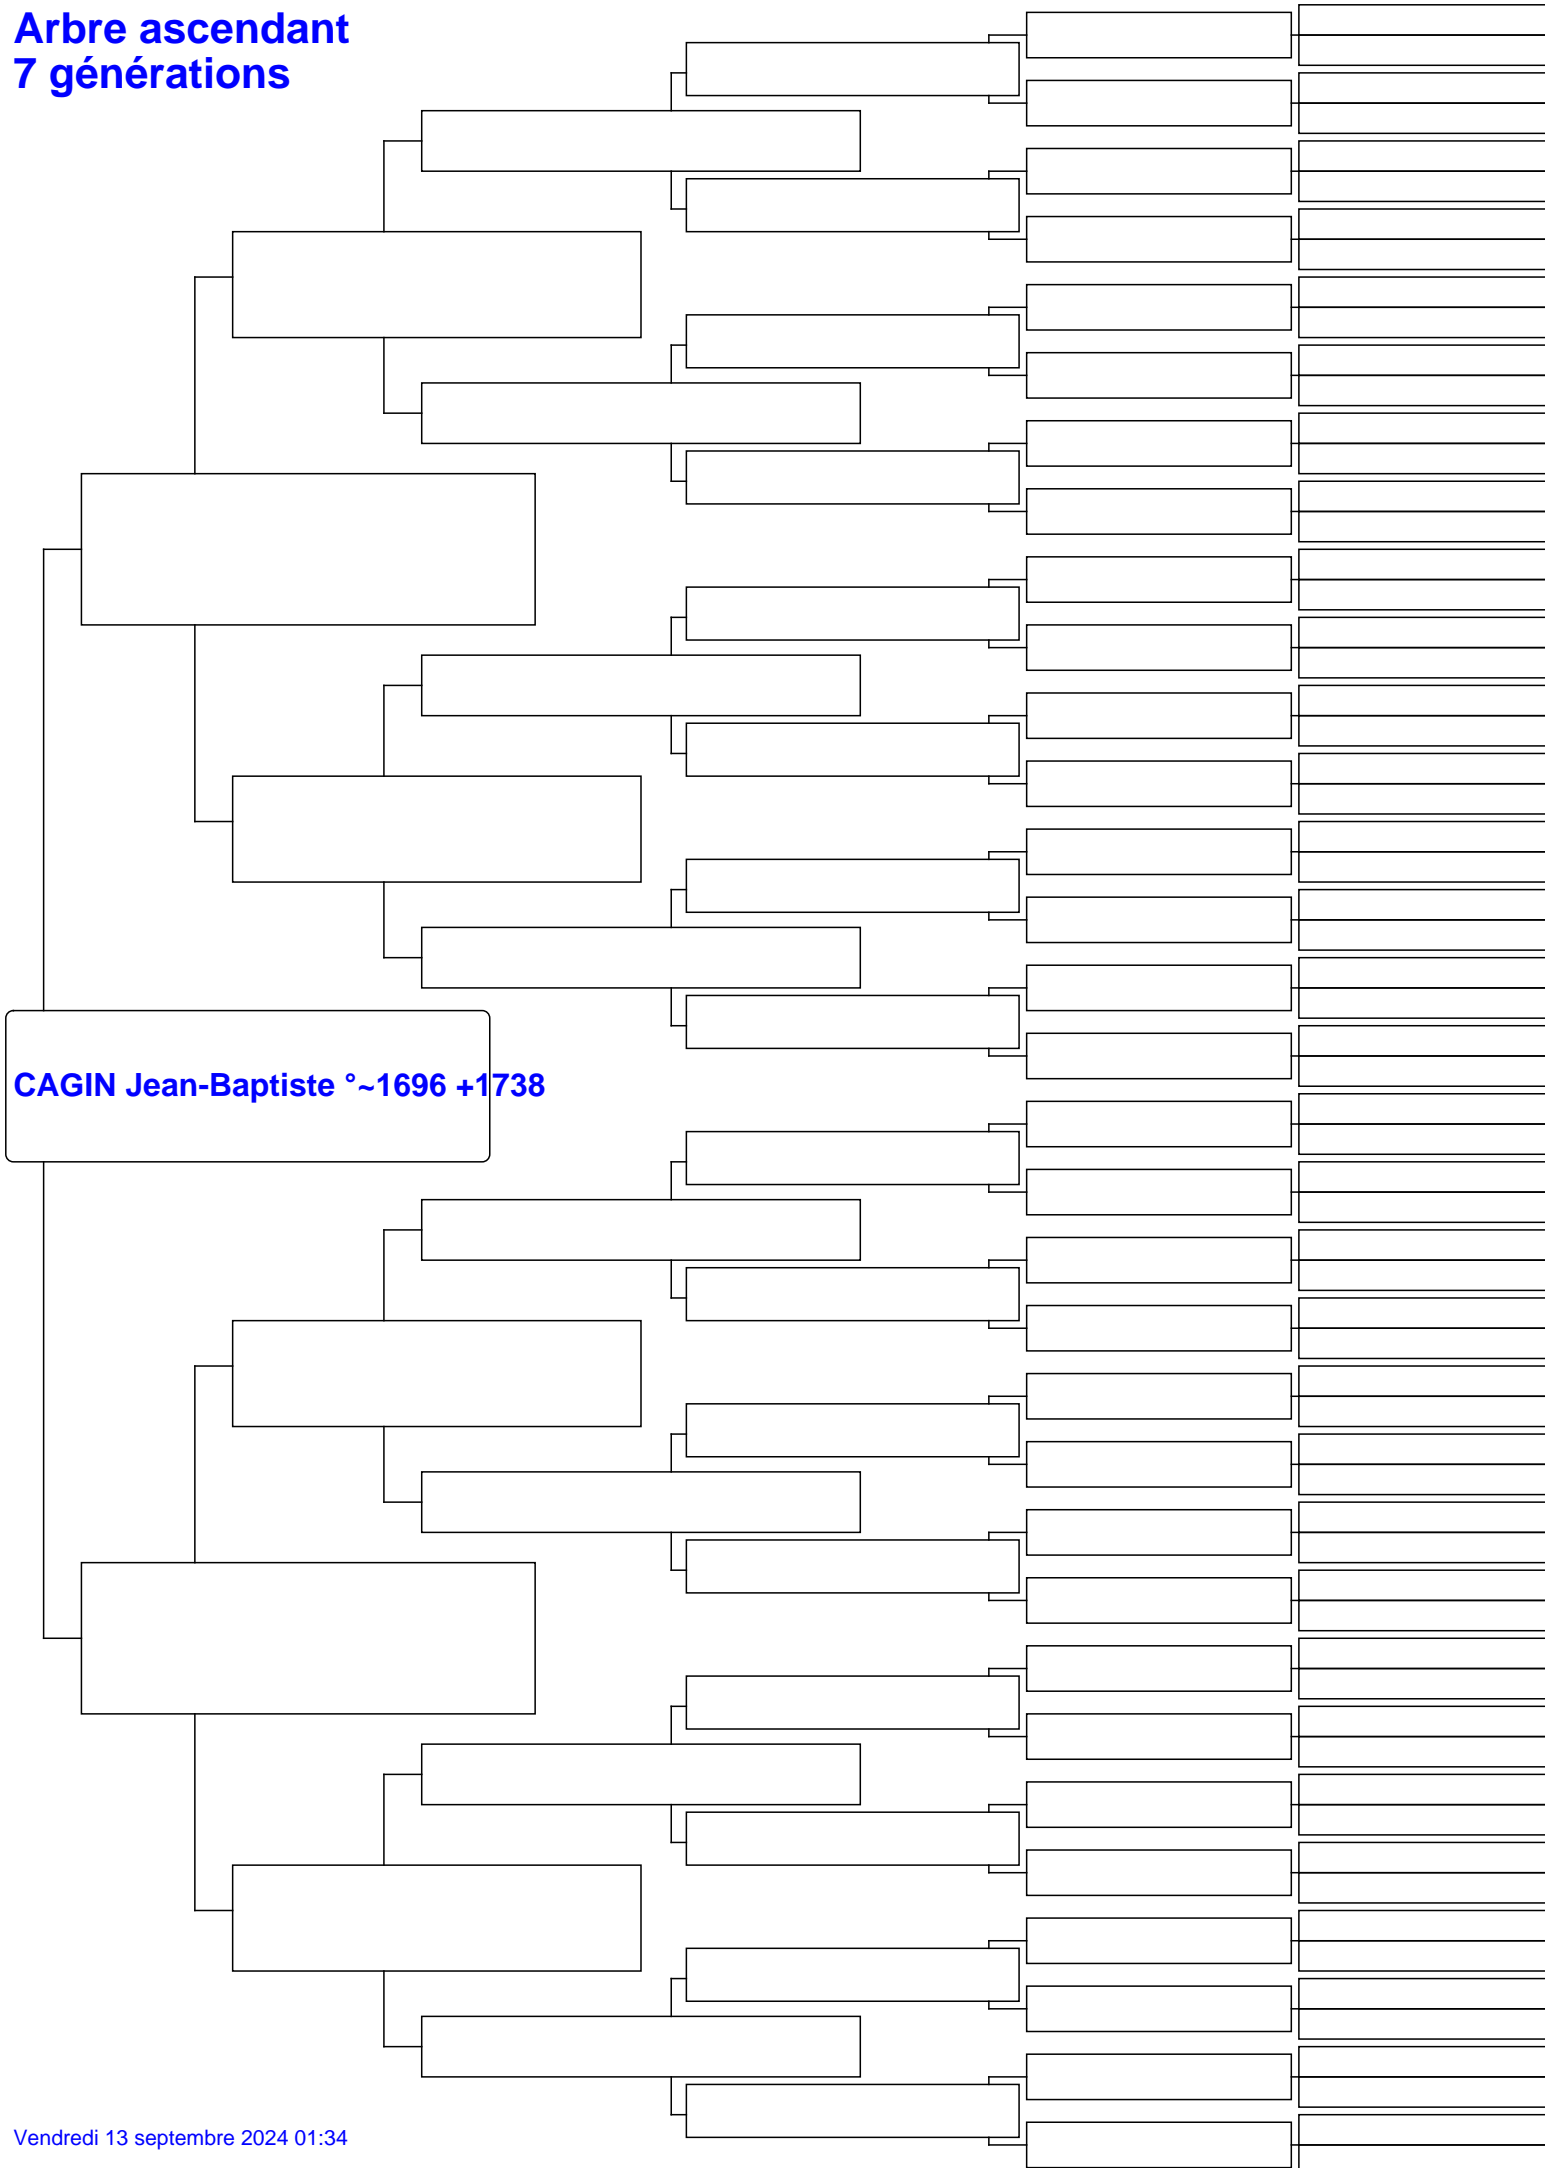 Arbre ascendant
7 générations
CAGIN Jean-Baptiste °~1696 +1738
Vendredi 13 septembre 2024 01:34